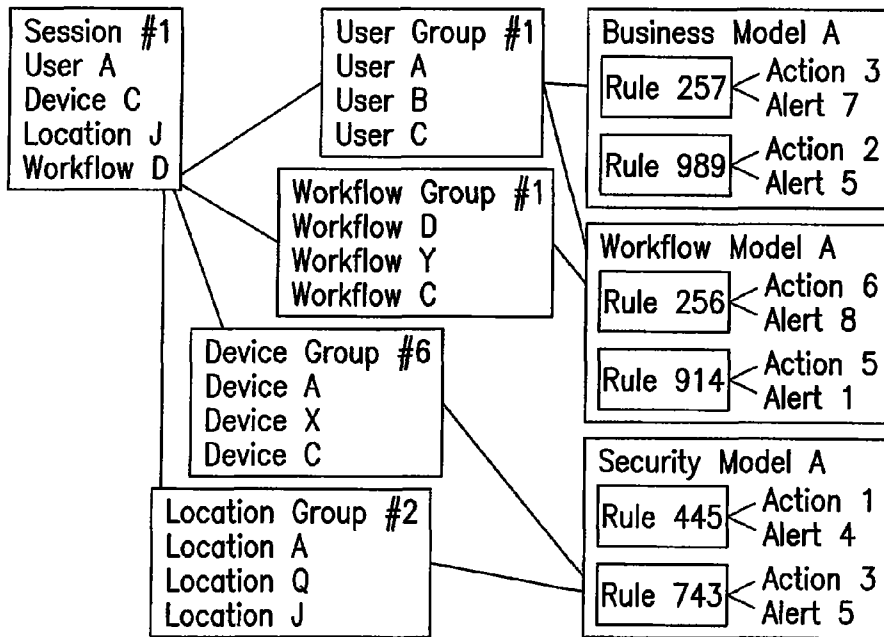 Session #1
User A
Device C
Location J
Workflow D
User Group #1
User A
User B
User C
Workflow Group #1
Workflow D
Workflow Y
Workflow C
Device Group #6
Device A
Device X
Device C
Location Group #2
Location A
Location Q
Location J
Business Model A
Rule 257
Action 3
Alert 7
Rule 989
Action 2
Alert 5
Workflow Model A
Rule 256
Action 6
Alert 8
Rule 914
Action 5
Alert 1
Security Model A
Rule 445
Action 1
Alert 4
Rule 743
Action 3
Alert 5